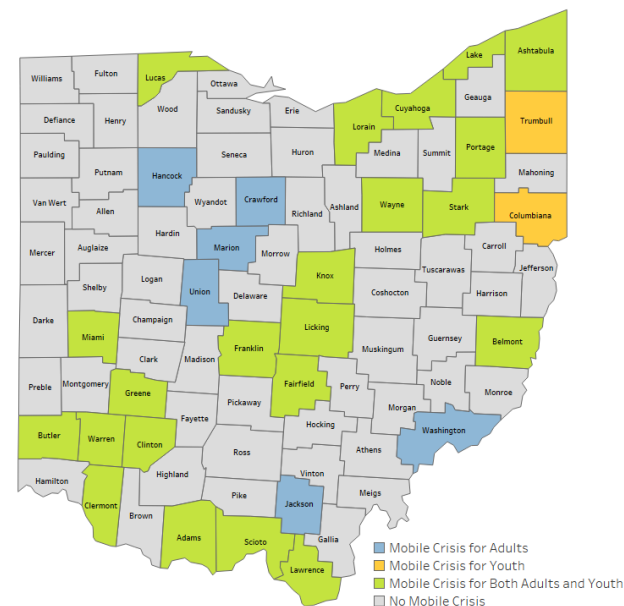 Lake
Ashtabula
Williams
Fulton
Lucas
Ottawa
Geauga
Wood
Sandusky
Erie
Cuyahoga
Defiance
Henry
Lorain
Trumbull
Portage
Medina
Summit
Paulding
Seneca
Huron
Putnam
Hancock
Mahoning
Van Wert
Wyandot
Crawford
Ashland
Wayne
Stark
Allen
Richland
Columbiana
Hardin
Marion
Carroll
Mercer
Auglaize
Morrow
Holmes
Tuscarawas
Jefferson
Logan
Knox
Shelby
Union
Delaware
Coshocton
Harrison
Darke
Champaign
Licking
Miami
Franklin
Guernsey
Belmont
Clark
Madison
Muskingum
Preble
Montgomery
Fairfield
Perry
Noble
Greene
Pickaway
Monroe
Fayette
Morgan
Hocking
Washington
Butler
Warren
Clinton
Ross
Athens
Highland
Vinton
Hamilton
Pike
Meigs
Clermont
Jackson
Brown
Adams
Scioto
Gallia
Lawrence
Mobile Crisis for Adults
Mobile Crisis for Youth
Mobile Crisis for Both Adults and Youth
No Mobile Crisis